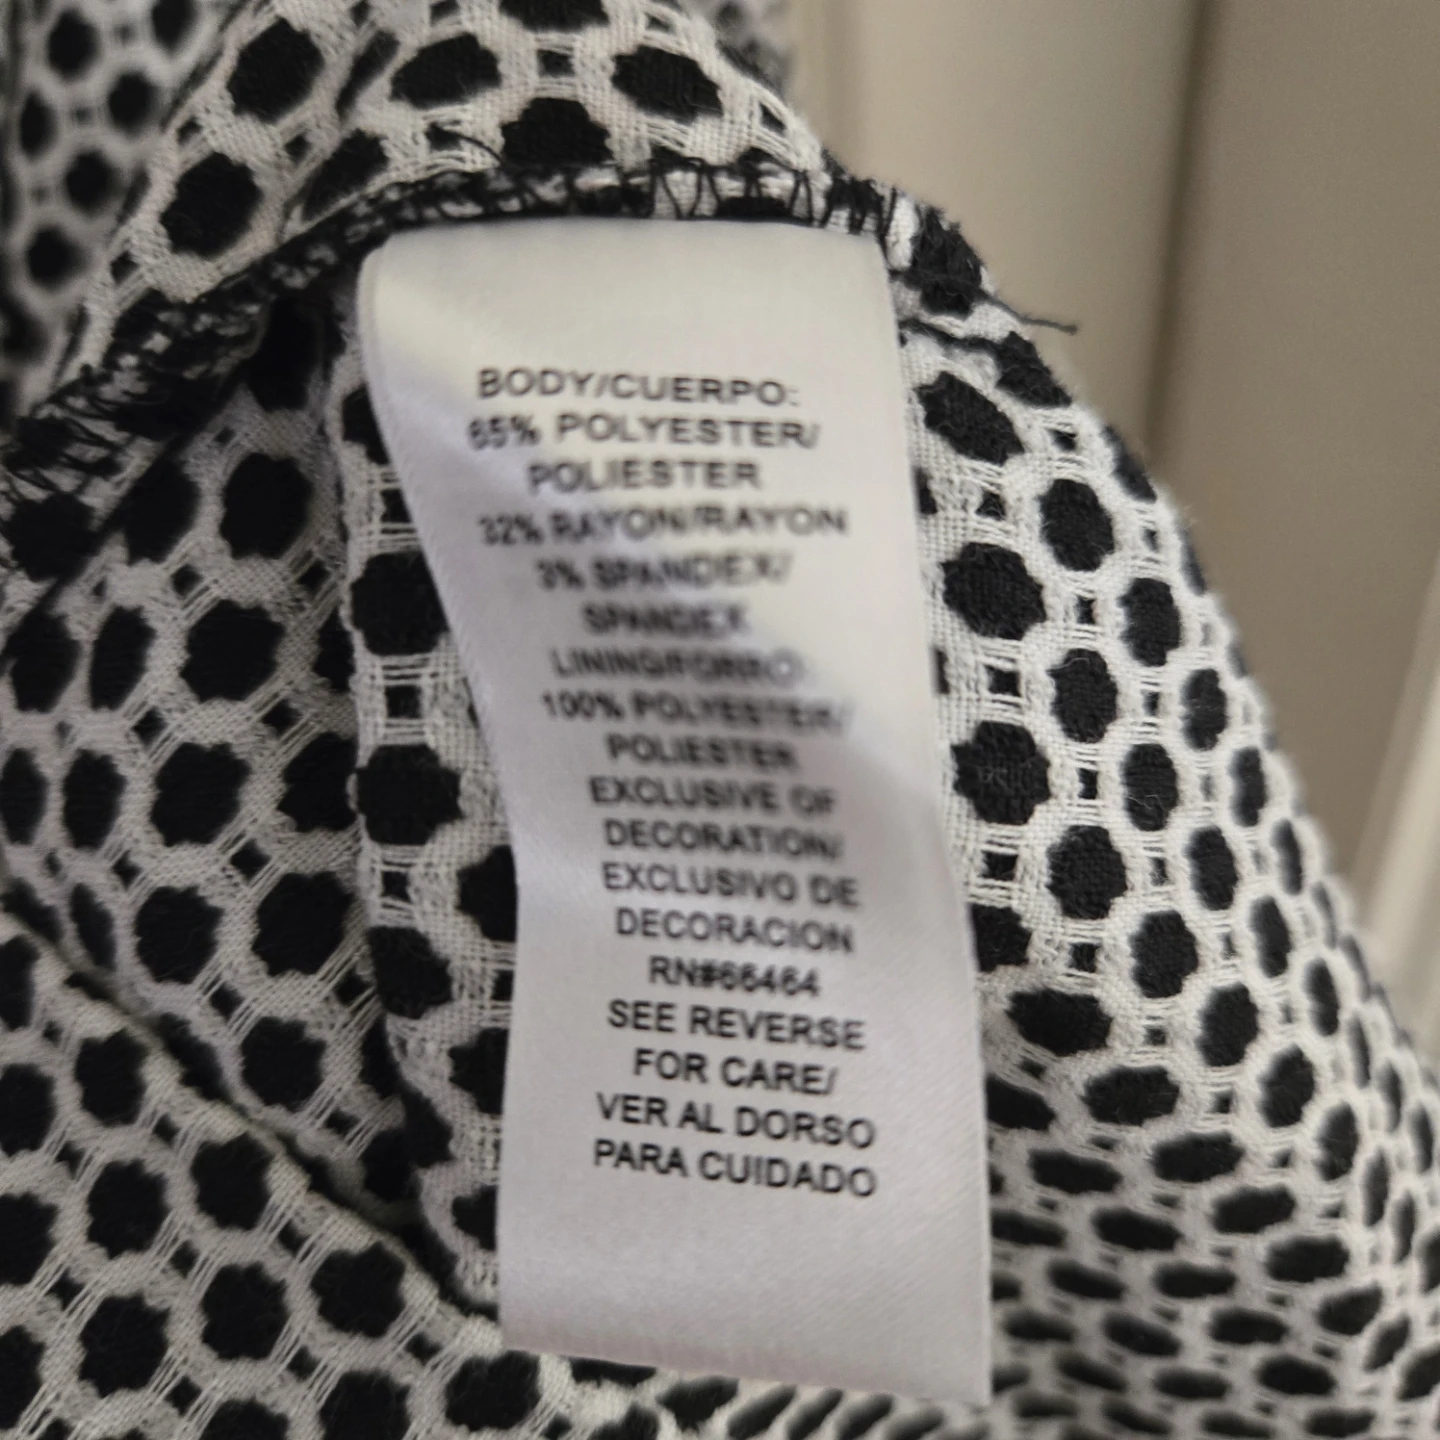 BODY/CUERPO:
65% POLYESTER/
POLIESTER
32% RAYON/RAYON
3% SPANDEX/
SPANDEX
LINING/FORRO:
100% POLYESTER/
POLIESTER
EXCLUSIVE OF
DECORATION/
EXCLUSIVO DE
DECORACION
RN#66464
SEE REVERSE
FOR CARE/
VER AL DORSO
PARA CUIDADO